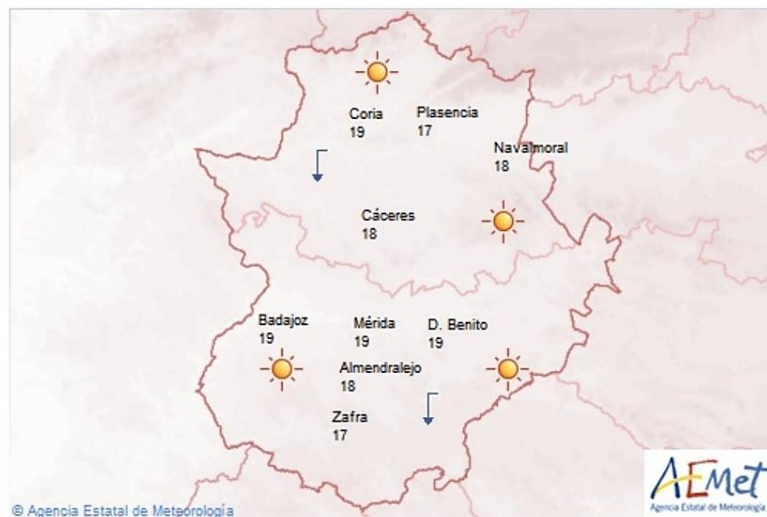 Coria
19
Plasencia
17
Navalmoral
18
Cáceres
18
Badajoz
19
Mérida
19
D. Benito
19
Almendralejo
18
Zafra
17
AEMet
Agencia Estatal de Meteorología
© Agencia Estatal de Meteorología